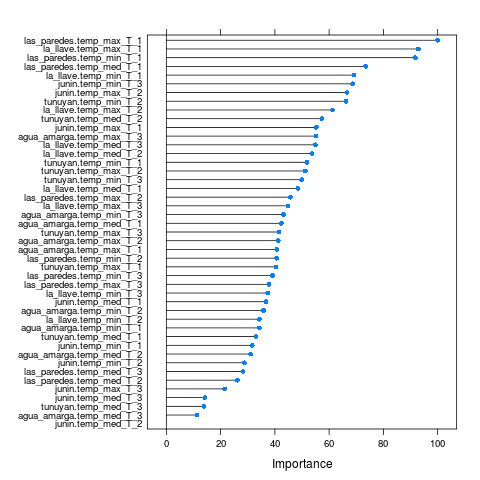 las_paredes.temp_max_T_1
la_llave.temp_max_T_1
las_paredes.temp_min_T_1
las_paredes.temp_med_T_1
la_llave.temp_min_T_1
junin.temp_min_T_3
junin.temp_max_T_2
tunuyan.temp_min_T_2
la_llave.temp_max_T_2
tunuyan.temp_med_T_2
junin.temp_max_T_1
agua_amarga.temp_max_T_3
la_llave.temp_med_T_3
la_llave.temp_med_T_2
tunuyan.temp_min_T_1
tunuyan.temp_max_T_2
tunuyan.temp_min_T_3
la_llave.temp_med_T_1
las_paredes.temp_max_T_2
la_llave.temp_max_T_3
agua_amarga.temp_min_T_3
agua_amarga.temp_med_T_1
tunuyan.temp_max_T_3
agua_amarga.temp_max_T_2
agua_amarga.temp_max_T_1
las_paredes.temp_min_T_2
tunuyan.temp_max_T_1
las_paredes.temp_min_T_3
las_paredes.temp_max_T_3
la_llave.temp_min_T_3
junin.temp_med_T_1
agua_amarga.temp_min_T_2
la_llave.temp_min_T_2
agua_amarga.temp_min_T_1
tunuyan.temp_med_T_1
junin.temp_min_T_1
agua_amarga.temp_med_T_2
junin.temp_min_T_2
las_paredes.temp_med_T_3
las_paredes.temp_med_T_2
junin.temp_max_T_3
junin.temp_med_T_3
tunuyan.temp_med_T_3
agua_amarga.temp_med_T_3
junin.temp_med_T_2
0 20 40 60 80 100
Importance